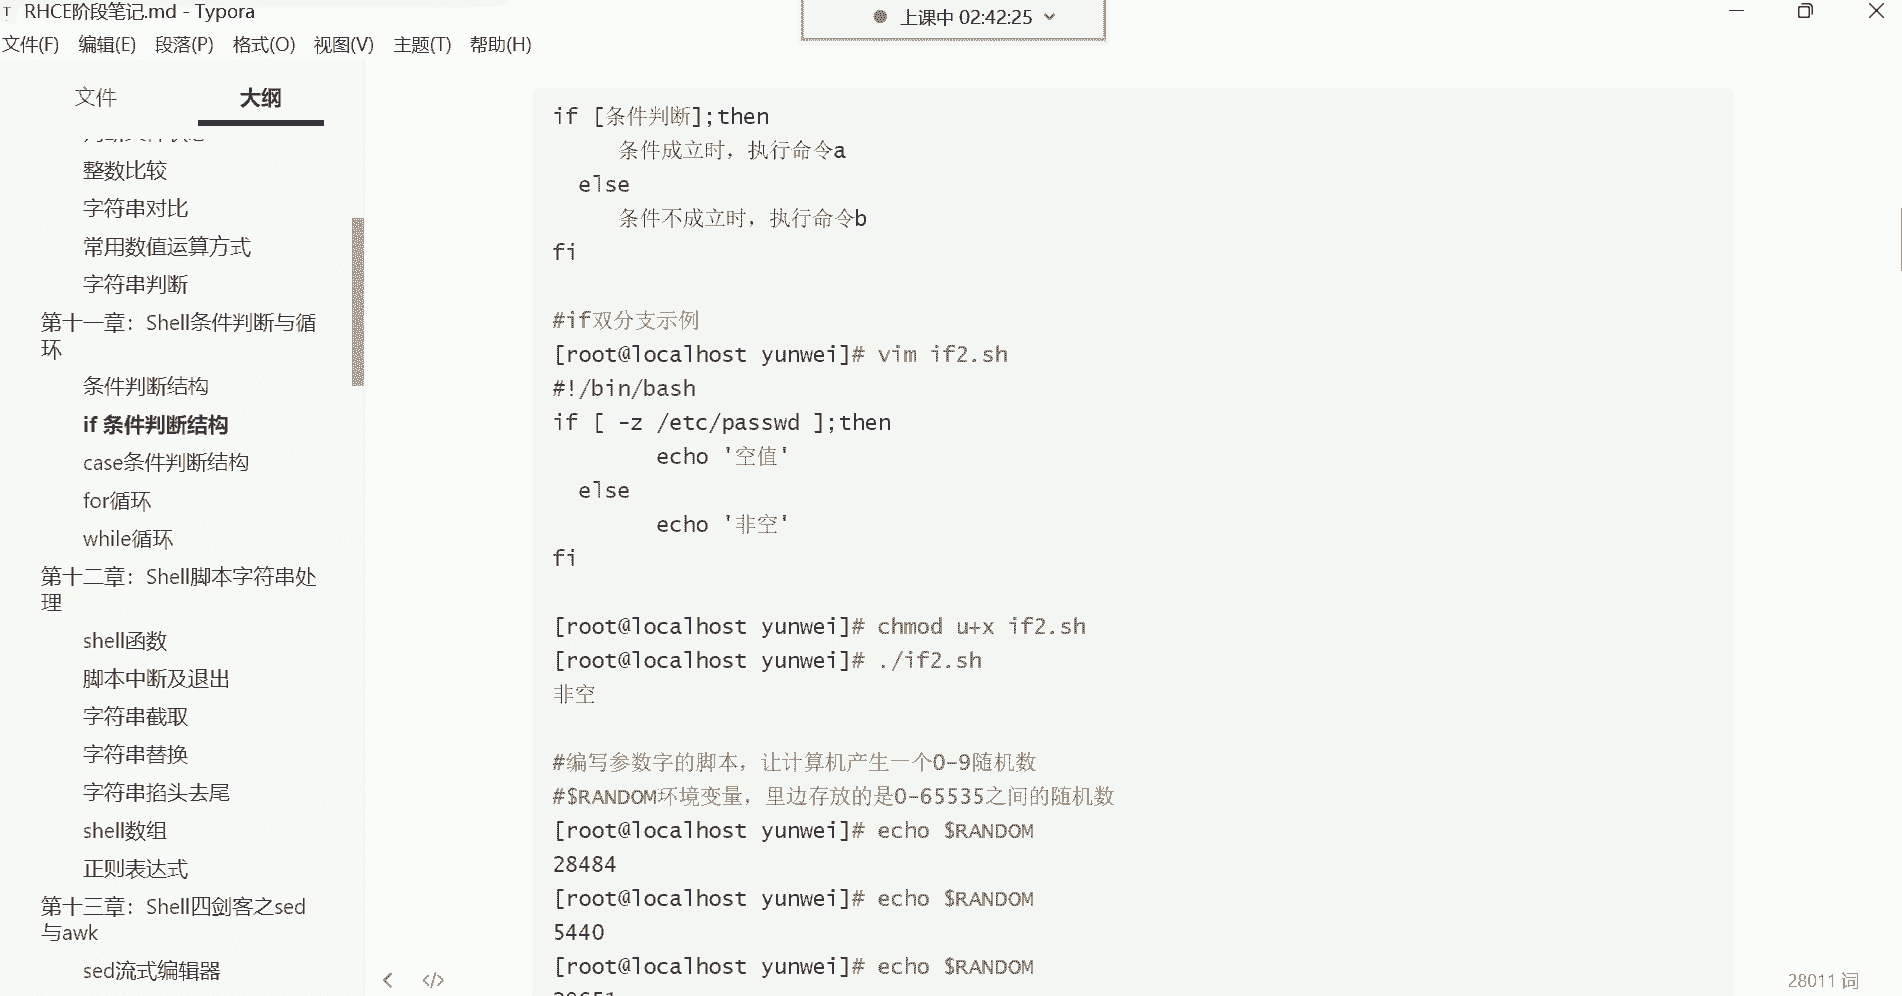 RHCE阶段笔记.md - Typora
上课中 02:42:25
文件(F) 编辑(E) 段落(P) 格式(O) 视图(V) 主题(T) 帮助(H)
文件 大纲
整数比较
字符串对比
常用数值运算方式
字符串判断
第十一章：Shell条件判断与循
环
条件判断结构
if 条件判断结构
case条件判断结构
for循环
while循环
第十二章：Shell脚本字符串处
理
shell函数
脚本中断及退出
字符串截取
字符串替换
字符串掐头去尾
shell数组
正则表达式
第十三章：Shell四剑客之sed
与awk
sed流式编辑器
if [条件判断];then
条件成立时，执行命令a
else
条件不成立时，执行命令b
fi
#if双分支示例
[root@localhost yunwei]# vim if2.sh
#!/bin/bash
if [ -z /etc/passwd ];then
echo '空值'
else
echo '非空'
fi
[root@localhost yunwei]# chmod u+x if2.sh
[root@localhost yunwei]# ./if2.sh
非空
#编写参数字的脚本，让计算机产生一个0-9随机数
#$RANDOM环境变量，里边存放的是0-65535之间的随机数
[root@localhost yunwei]# echo $RANDOM
28484
[root@localhost yunwei]# echo $RANDOM
5440
[root@localhost yunwei]# echo $RANDOM
28011 词